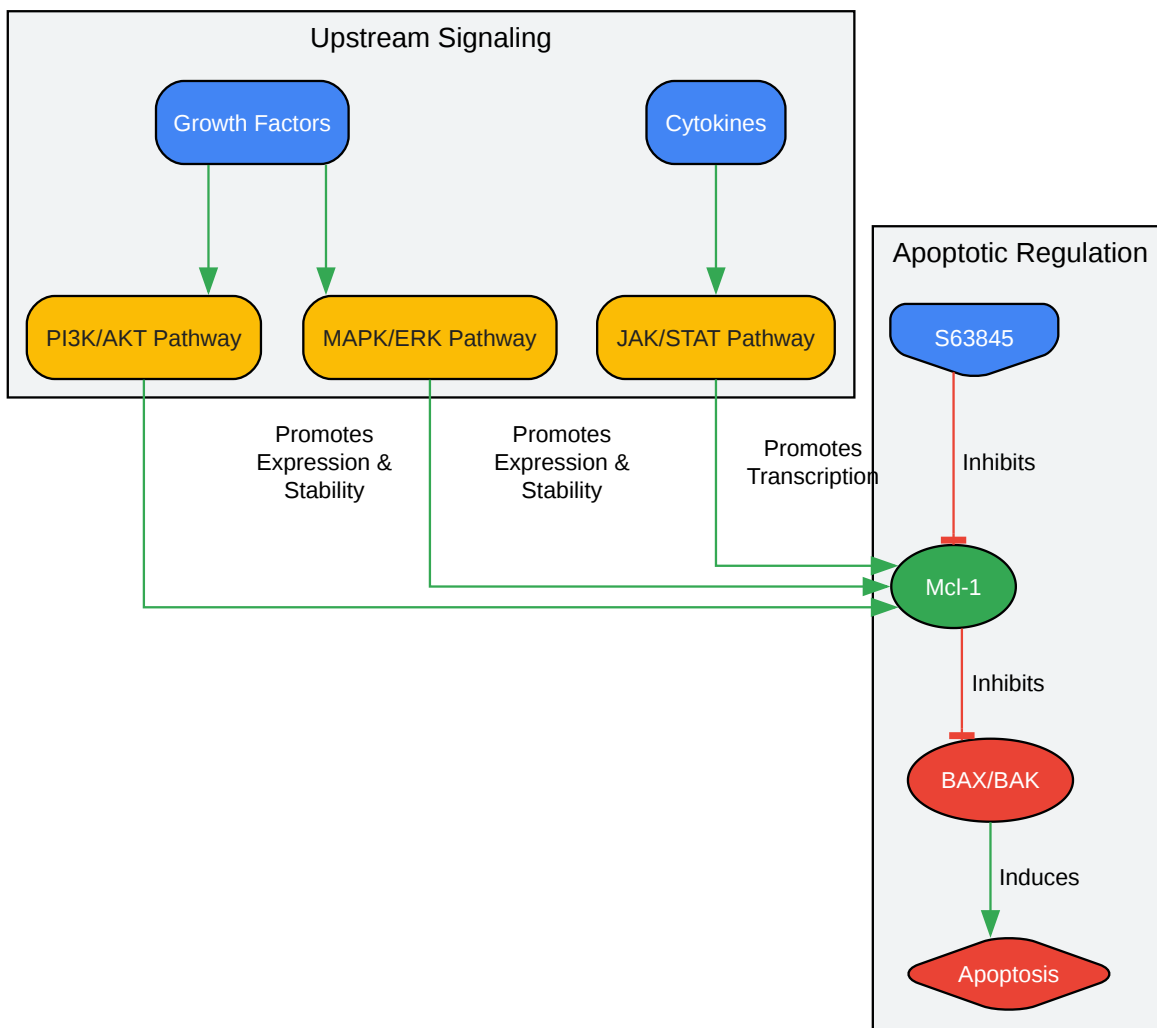 Upstream Signaling
Growth Factors
Cytokines
PI3K/AKT Pathway
MAPK/ERK Pathway
JAK/STAT Pathway
Promotes
Expression &
Stability
Promotes
Expression &
Stability
Promotes
Transcription
Apoptotic Regulation
S63845
Inhibits
Mcl-1
Inhibits
BAX/BAK
Induces
Apoptosis